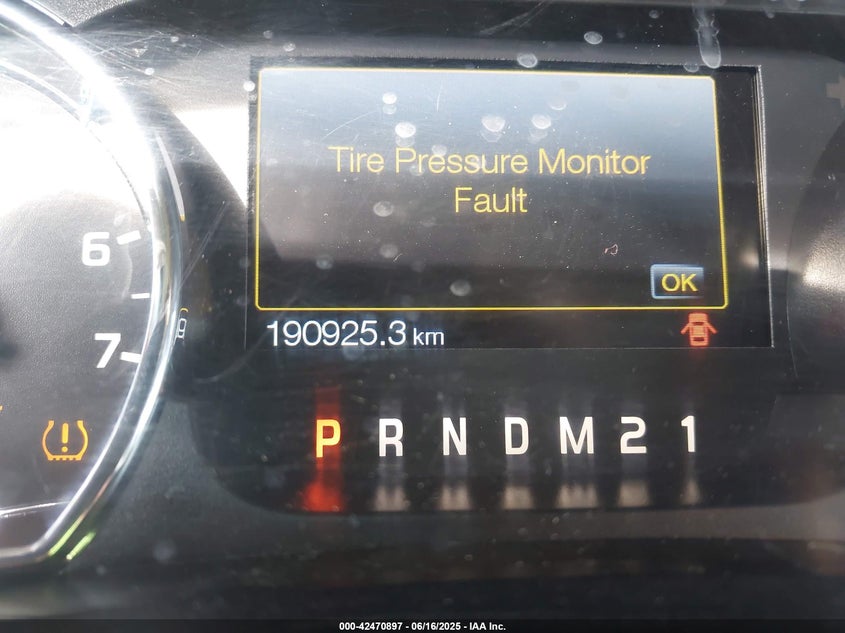 Tire Pressure Monitor
Fault
OK
6
7
190925.3 km
P R N D M 2 1
000-42470897 - 06/16/2025 - IAA Inc.